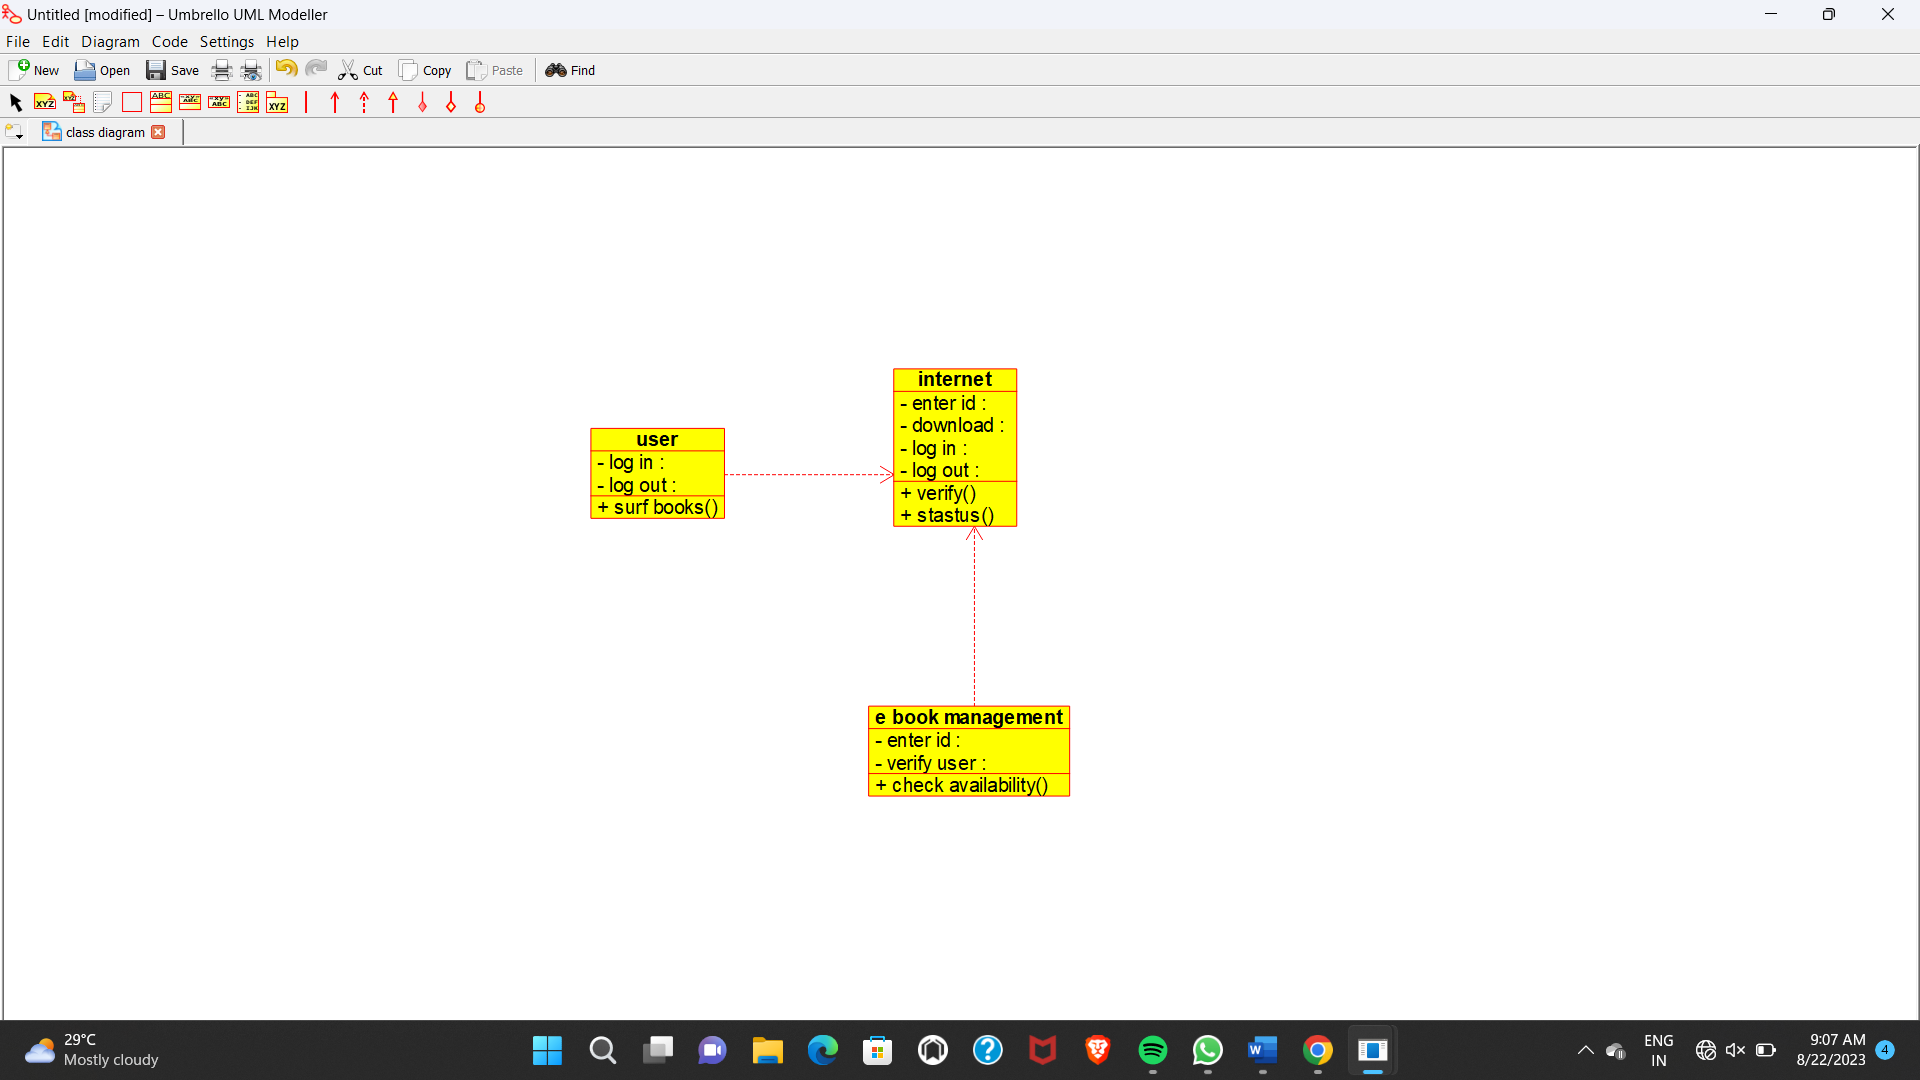 Untitled [modified] – Umbrello UML Modeller
File Edit Diagram Code Settings Help
New Open Save Cut Copy Paste Find
class diagram
internet
- enter id :
- download :
- log in :
- log out :
+ verify()
+ stastus()
user
- log in :
- log out :
+ surf books()
e book management
- enter id :
- verify user :
+ check availability()
29°C
Mostly cloudy
ENG
IN
9:07 AM
8/22/2023
4